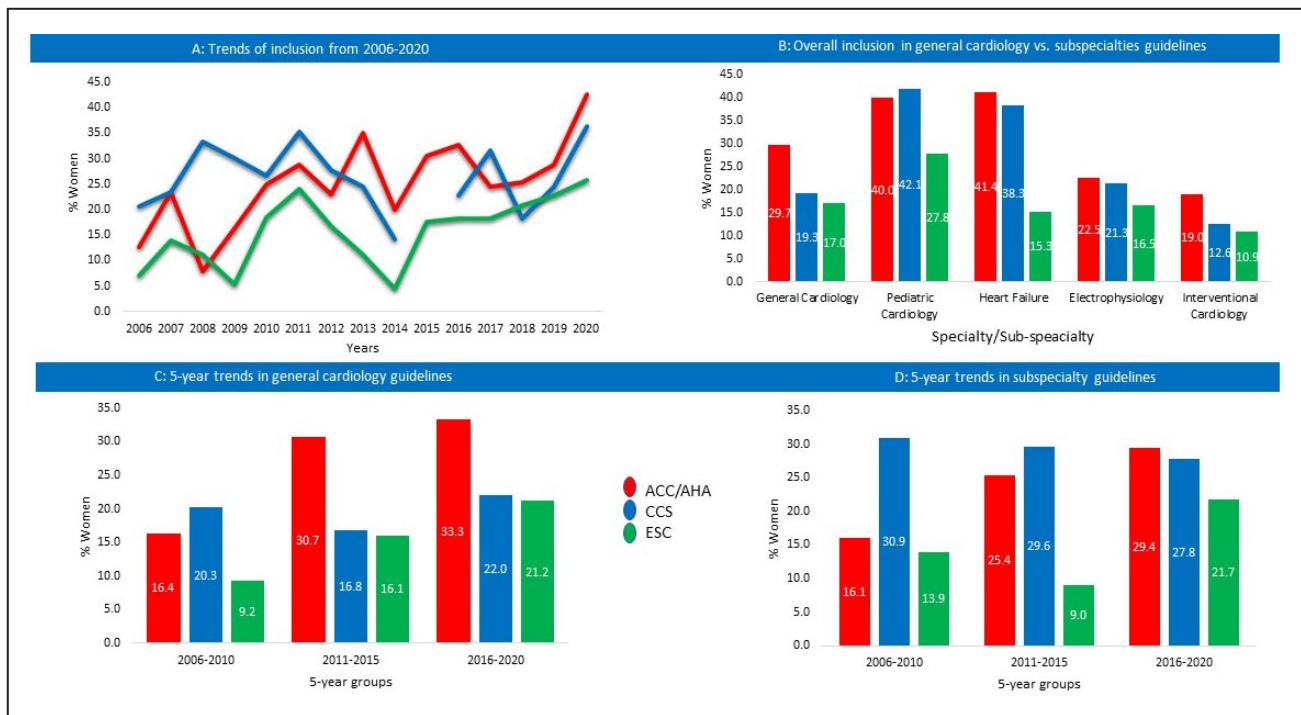 A: Trends of inclusion from 2006-2020
45.0
40.0
35.0
30.0
25.0
20.0
15.0
10.0
5.0
0.0
% Women
2006 2007 2008 2009 2010 2011 2012 2013 2014 2015 2016 2017 2018 2019 2020
Years
B: Overall inclusion in general cardiology vs. subspecialties guidelines
45.0
40.0
35.0
30.0
25.0
20.0
15.0
10.0
5.0
0.0
% Women
29.7 19.3 17.0 40.0 42.1 27.8 41.4 38.3 15.3 22.5 21.3 16.5 19.0 12.6 10.9
General Cardiology Pediatric Heart Failure Electrophysiology Interventional
Cardiology Cardiology
Specialty/Sub-speacialty
C: 5-year trends in general cardiology guidelines
35.0
30.0
25.0
20.0
15.0
10.0
5.0
0.0
% Women
16.4 20.3 9.2 30.7 16.8 16.1 33.3 22.0 21.2
2006-2010 2011-2015 2016-2020
5-year groups
ACC/AHA
CCS
ESC
D: 5-year trends in subspecialty guidelines
35.0
30.0
25.0
20.0
15.0
10.0
5.0
0.0
% Women
16.1 30.9 13.9 25.4 29.6 9.0 29.4 27.8 21.7
2006-2010 2011-2015 2016-2020
5-year groups